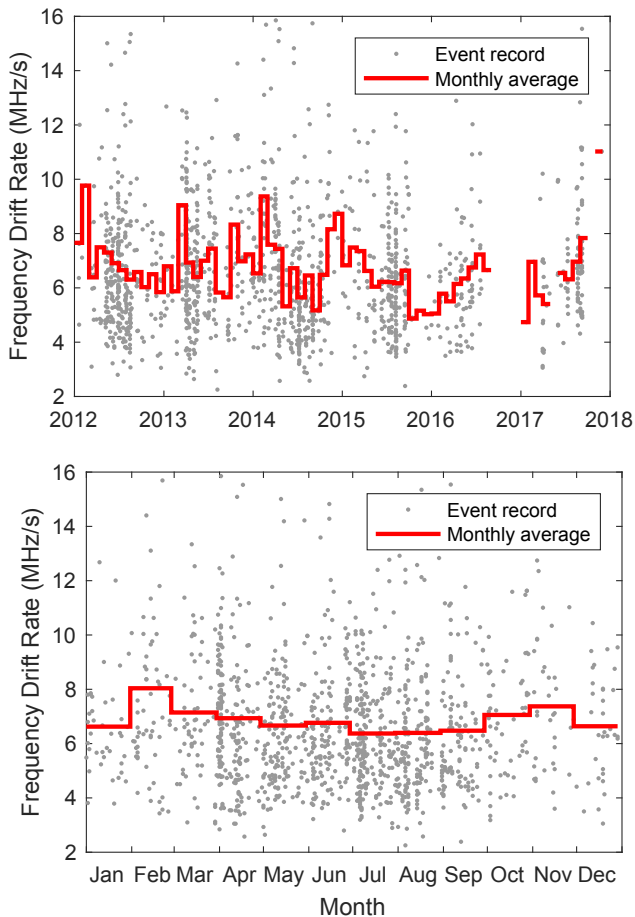 16
14
12
10
8
6
4
2
Frequency Drift Rate (MHz/s)
Event record
Monthly average
2012 2013 2014 2015 2016 2017 2018
16
14
12
10
8
6
4
2
Frequency Drift Rate (MHz/s)
Event record
Monthly average
Jan Feb Mar Apr May Jun Jul Aug Sep Oct Nov Dec
Month